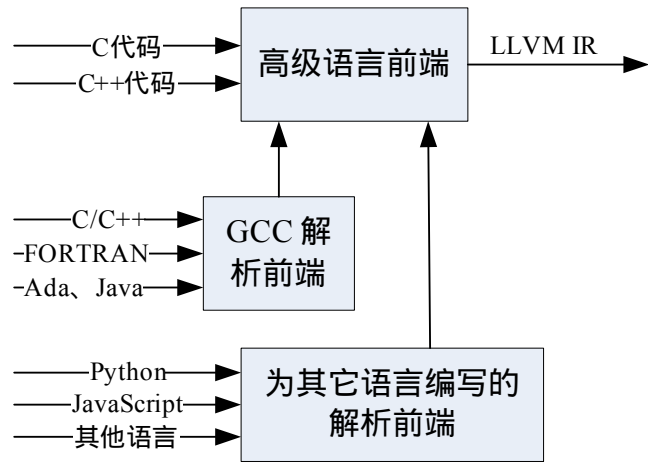 C代码
C++代码
高级语言前端
LLVM IR
C/C++
FORTRAN
Ada、Java
GCC 解
析前端
Python
JavaScript
其他语言
为其它语言编写的
解析前端